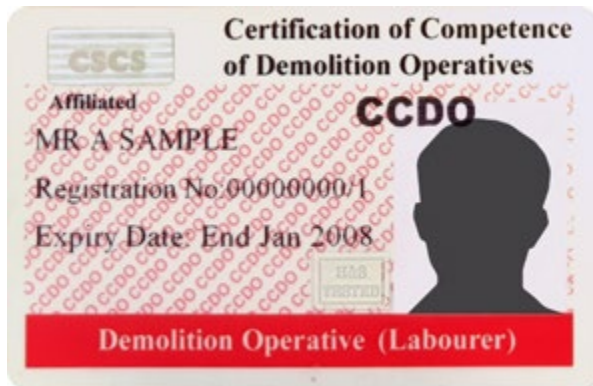 Certification of Competence
of Demolition Operatives
CSCS
Affiliated
CCDO
MR A SAMPLE
Registration No:00000000/1
Expiry Date: End Jan 2008
HAS
TESTED
Demolition Operative (Labourer)